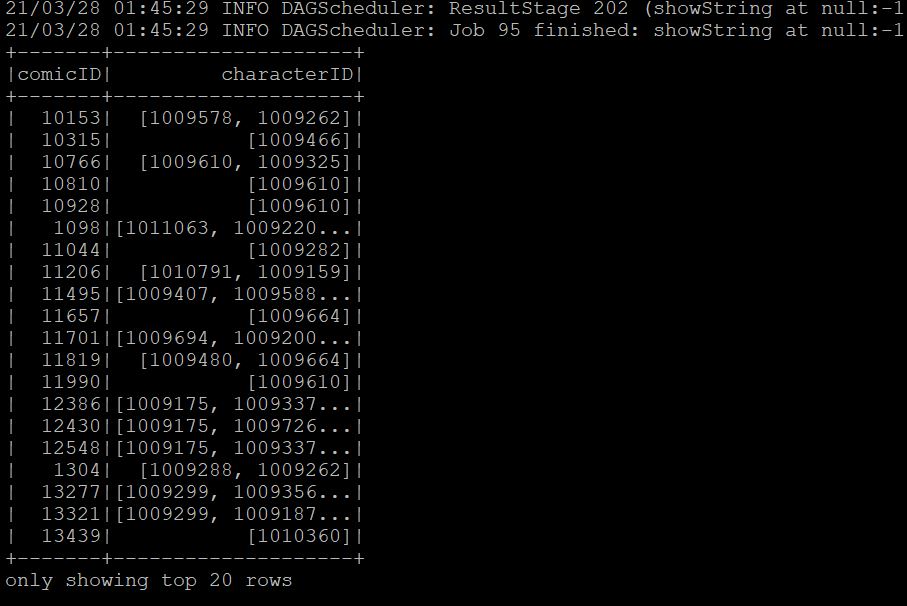 21/03/28 01:45:29 INFO DAGScheduler: ResultStage 202 (showString at null:-1
21/03/28 01:45:29 INFO DAGScheduler: Job 95 finished: showString at null:-1
+-------+--------------------+
|comicID|         characterID|
+-------+--------------------+
|  10153|  [1009578, 1009262]|
|  10315|           [1009466]|
|  10766|  [1009610, 1009325]|
|  10810|           [1009610]|
|  10928|           [1009610]|
|   1098|[1011063, 1009220...|
|  11044|           [1009282]|
|  11206|  [1010791, 1009159]|
|  11495|[1009407, 1009588...|
|  11657|           [1009664]|
|  11701|[1009694, 1009200...|
|  11819|  [1009480, 1009664]|
|  11990|           [1009610]|
|  12386|[1009175, 1009337...|
|  12430|[1009175, 1009726...|
|  12548|[1009175, 1009337...|
|   1304|  [1009288, 1009262]|
|  13277|[1009299, 1009356...|
|  13321|[1009299, 1009187...|
|  13439|           [1010360]|
+-------+--------------------+
only showing top 20 rows